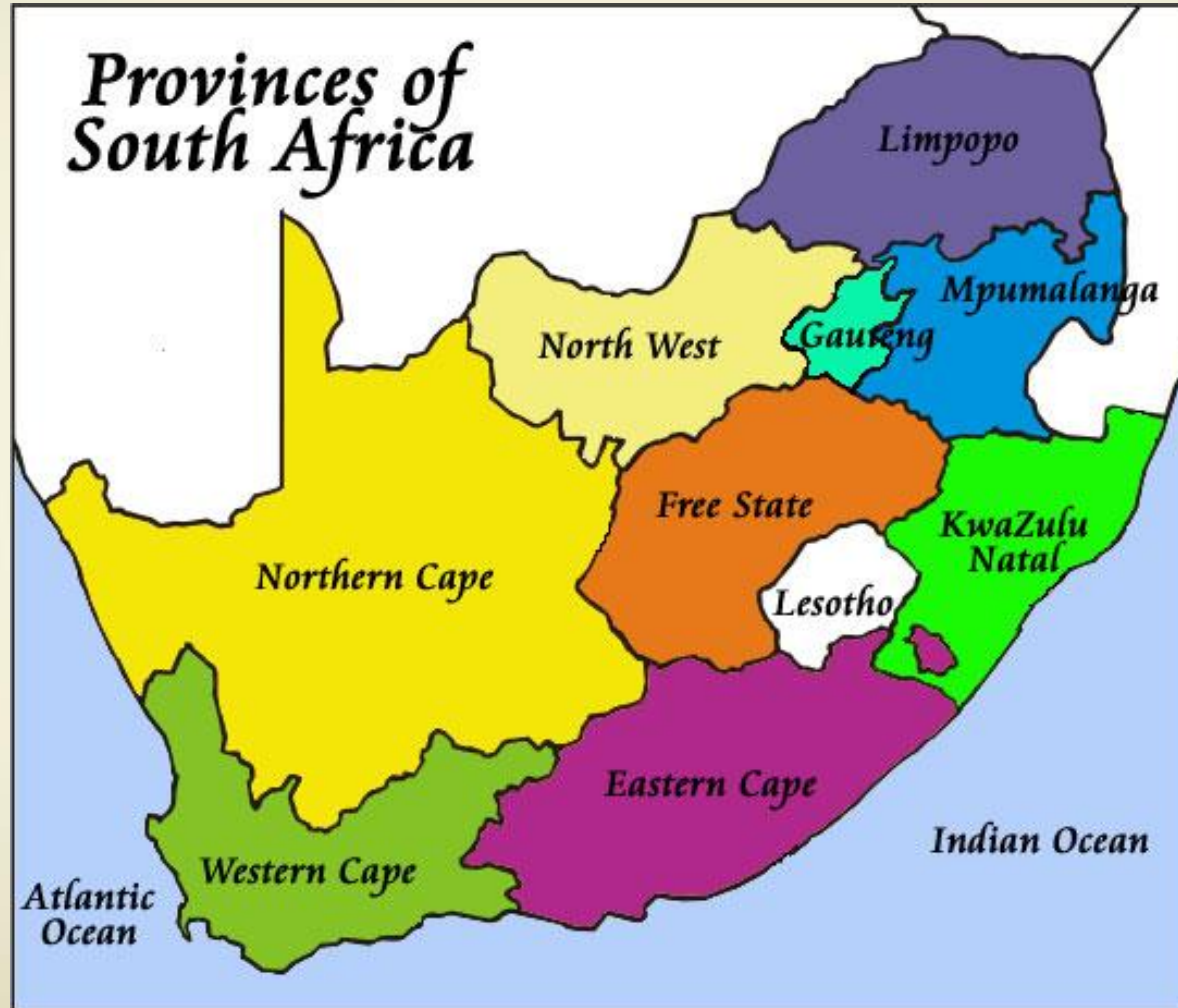 Provinces of
South Africa
Limpopo
Mpumalanga
North West
Gauteng
Free State
KwaZulu
Natal
Northern Cape
Lesotho
Eastern Cape
Western Cape
Indian Ocean
Atlantic
Ocean